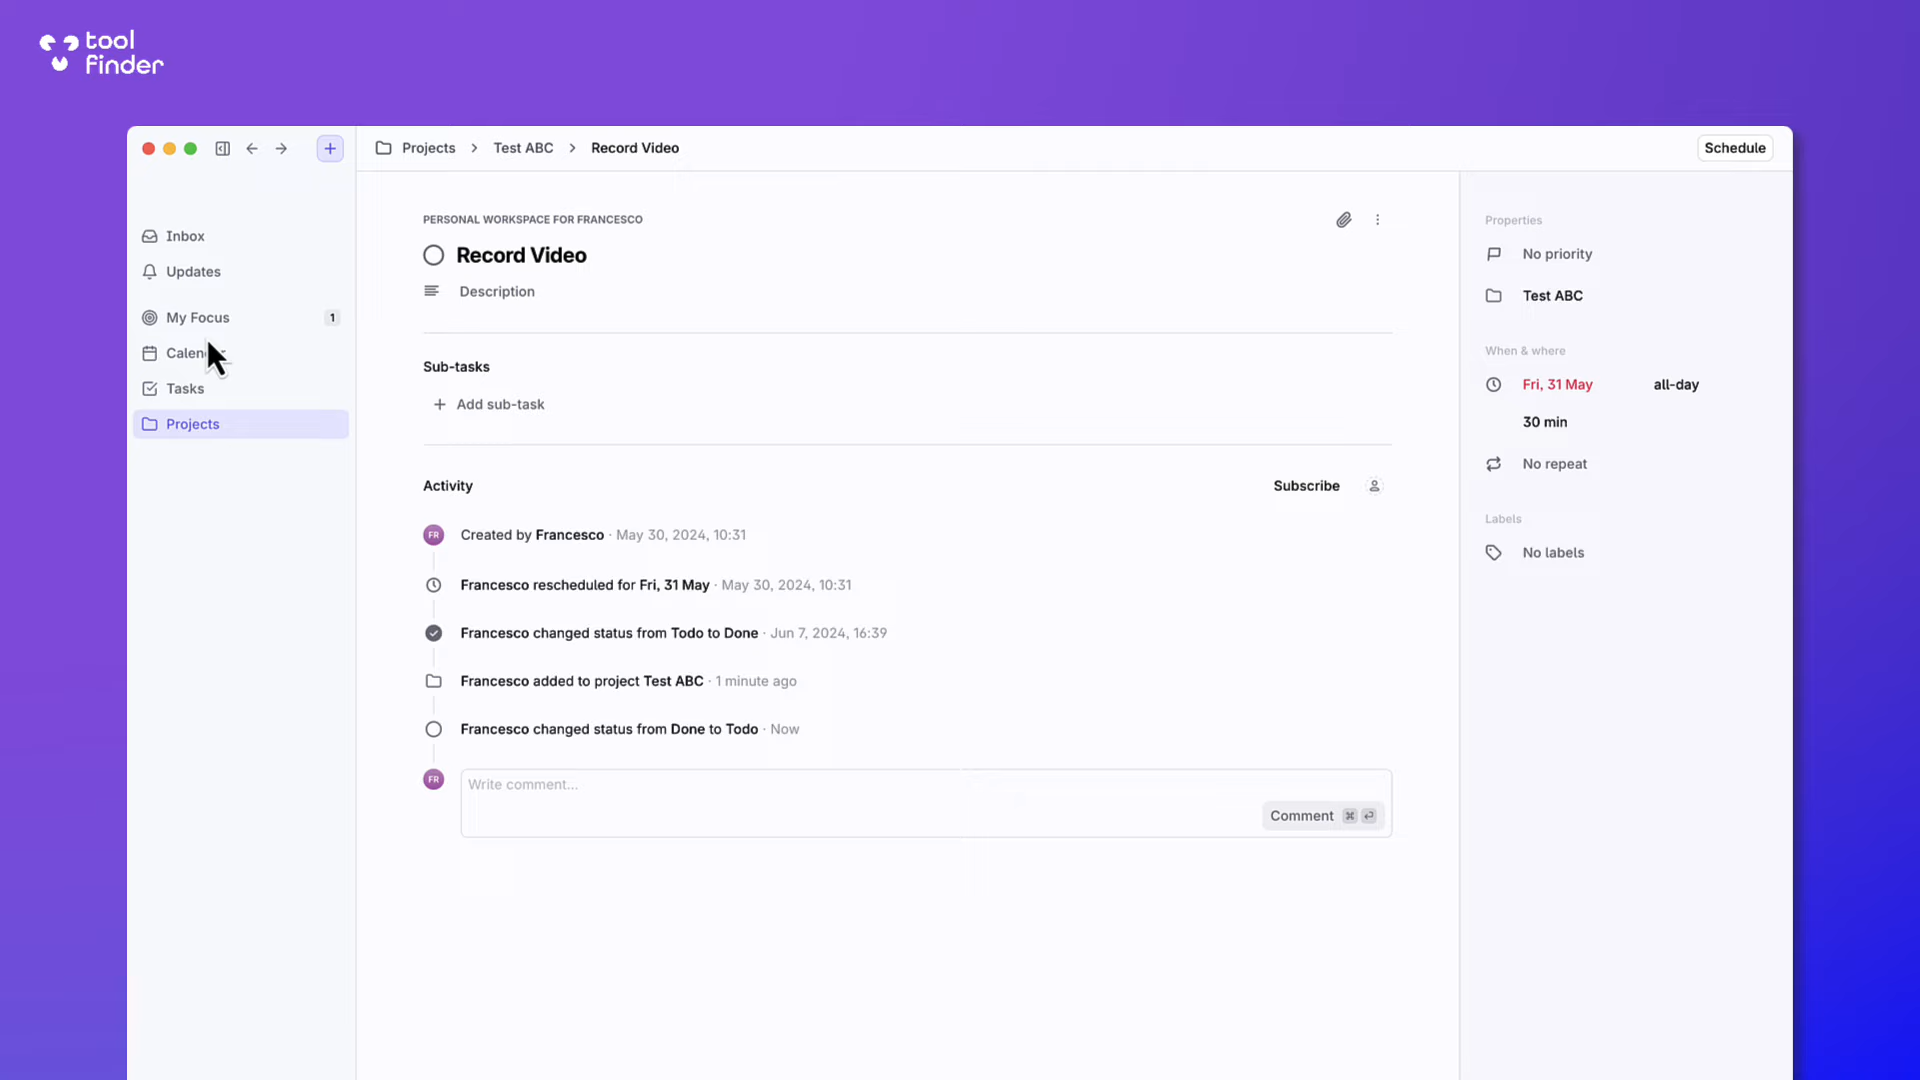 tool
finder
Projects > Test ABC > Record Video
Schedule
Inbox
Updates
My Focus 1
Tasks
Projects
PERSONAL WORKSPACE FOR FRANCESCO
Record Video
Description
Sub-tasks
+ Add sub-task
Activity
Subscribe
FR Created by Francesco · May 30, 2024, 10:31
Francesco rescheduled for Fri, 31 May · May 30, 2024, 10:31
Francesco changed status from Todo to Done · Jun 7, 2024, 16:39
Francesco added to project Test ABC · 1 minute ago
Francesco changed status from Done to Todo · Now
FR Write comment...
Comment ⌘ ↵
Properties
No priority
Test ABC
When & where
Fri, 31 May all-day
30 min
No repeat
Labels
No labels